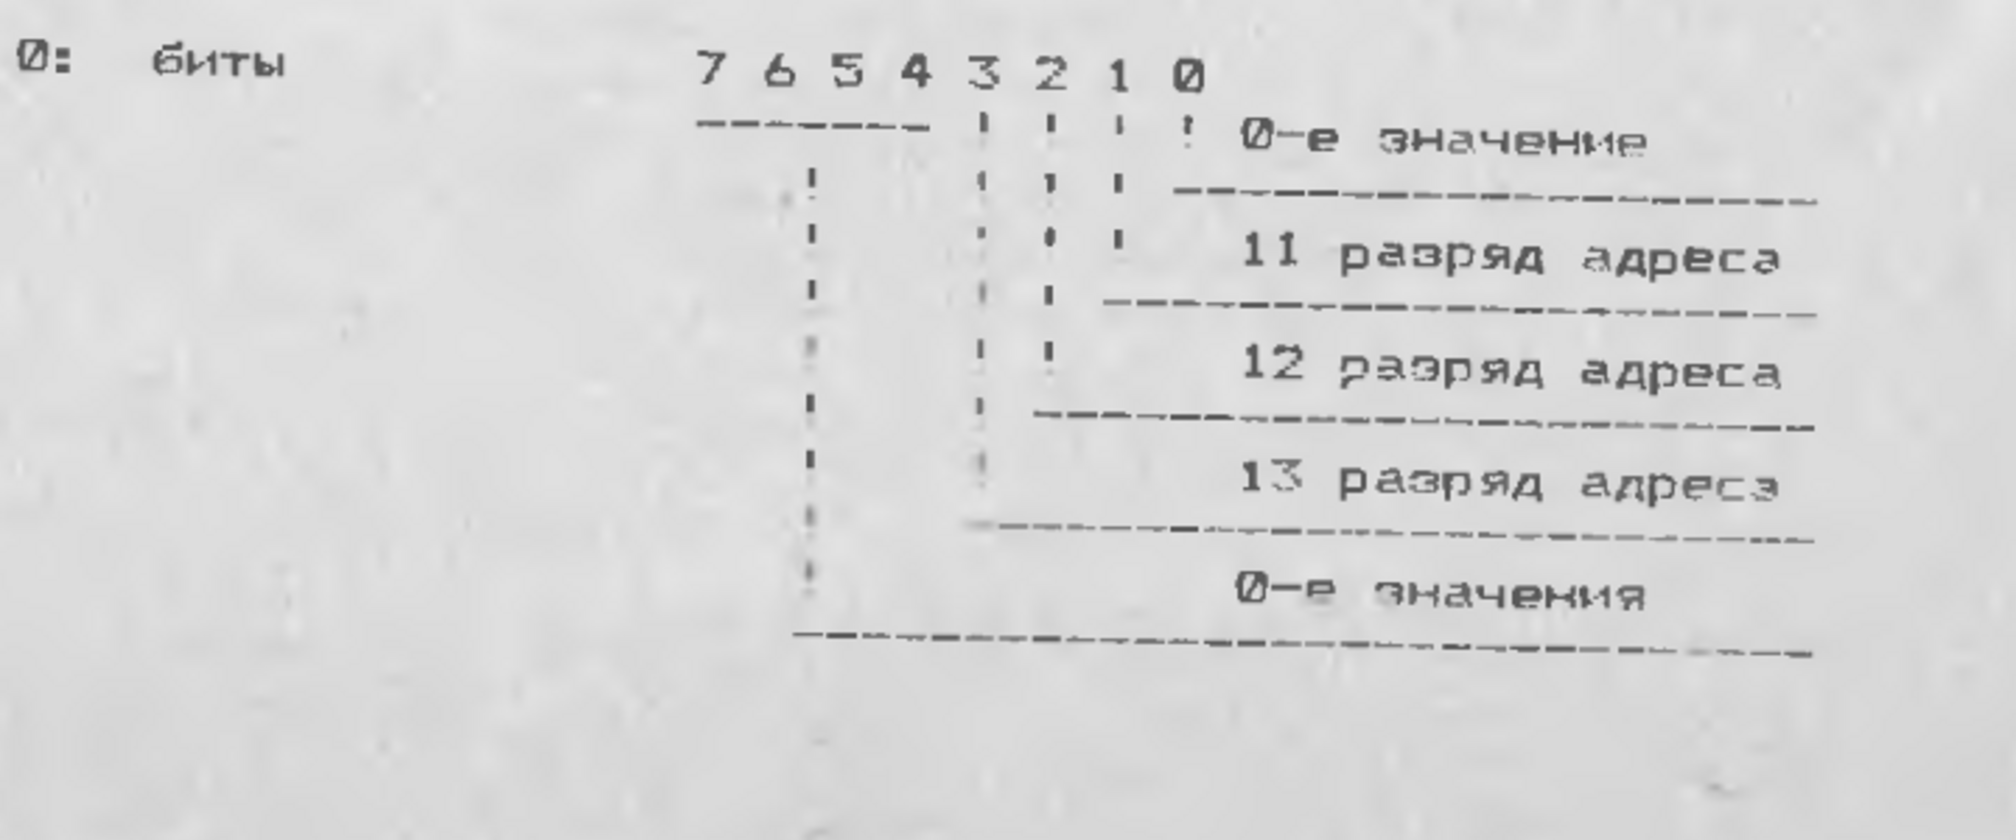 0: биты 7 6 5 4 3 2 1 0
0-е значение
11 разряд адреса
12 разряд адреса
13 разряд адреса
0-е значения